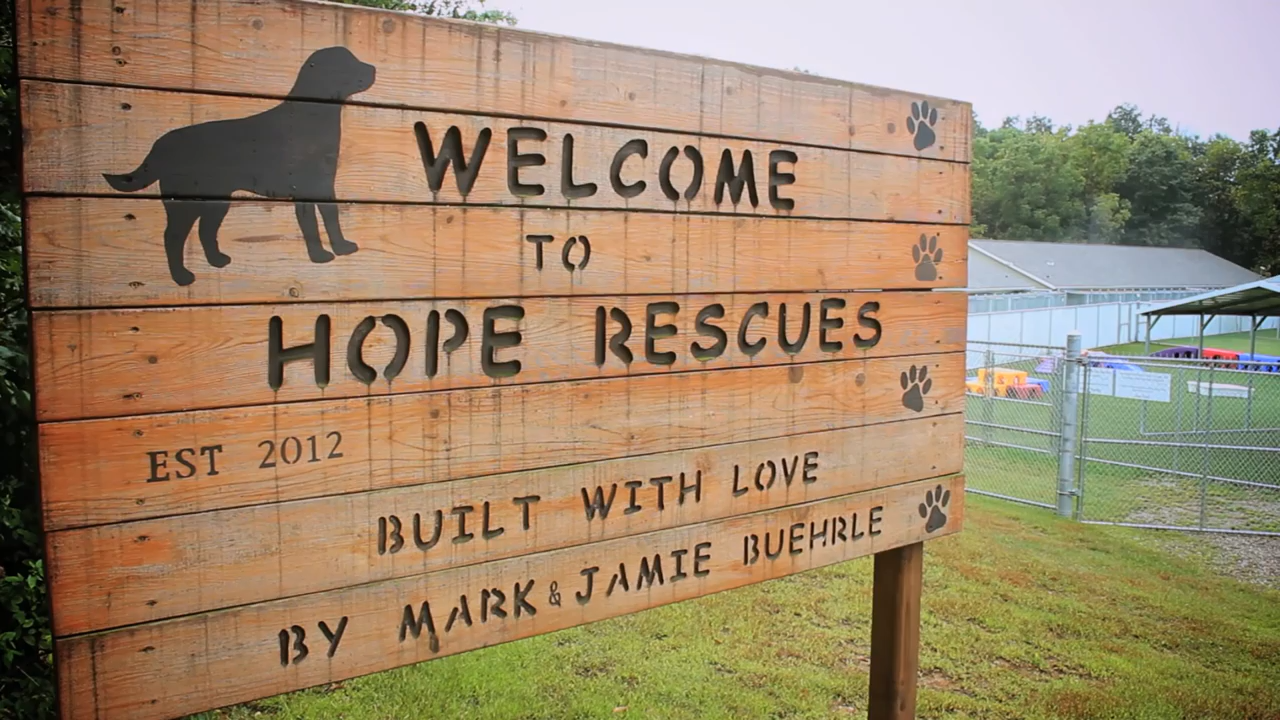 WELCOME
TO
HOPE RESCUES
EST 2012
BUILT WITH LOVE
BY MARK & JAMIE BUEHRLE